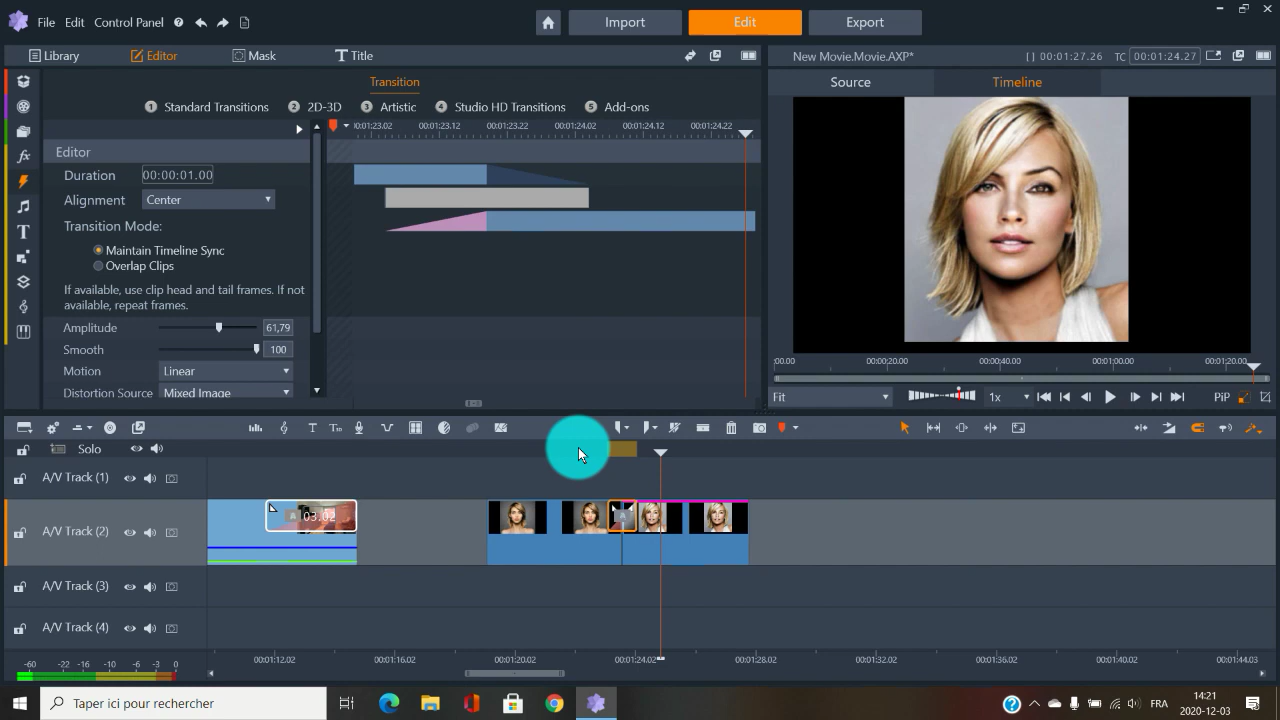 File Edit Control Panel
Import Edit Export
Library Editor Mask Title
New Movie.Movie.AXP* [] 00:01:27.26 TC 00:01:24.27
Transition
Source Timeline
1 Standard Transitions 2 2D-3D 3 Artistic 4 Studio HD Transitions 5 Add-ons
00:01:23.02 00:01:23.12 00:01:23.22 00:01:24.02 00:01:24.12 00:01:24.22
Editor
Duration 00:00:01.00
Alignment Center
Transition Mode:
Maintain Timeline Sync
Overlap Clips
If available, use clip head and tail frames. If not
available, repeat frames.
Amplitude 61,79
Smooth 100
Motion Linear
Distortion Source Mixed Image
:00.00 00:00:20.00 00:00:40.00 00:01:00.00 00:01:20.00
Fit 1x PiP
Solo
A/V Track (1)
A/V Track (2)
A 03.02
A
A/V Track (3)
A/V Track (4)
-60 -22 -16 -10 -6 -3 0
00:01:12.02 00:01:16.02 00:01:20.02 00:01:24.02 00:01:28.02 00:01:32.02 00:01:36.02 00:01:40.02 00:01:44.03
Taper ici pour rechercher
FRA
14:21
2020-12-03